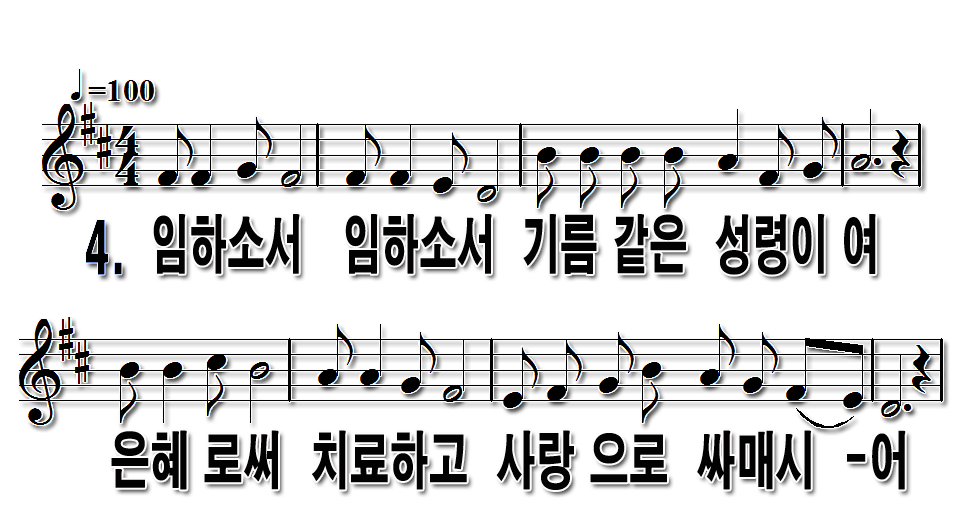 ♩=100
4. 임하소서 임하소서 기름 같은 성령이 여
은혜 로써 치료하고 사랑 으로 싸매시 -어